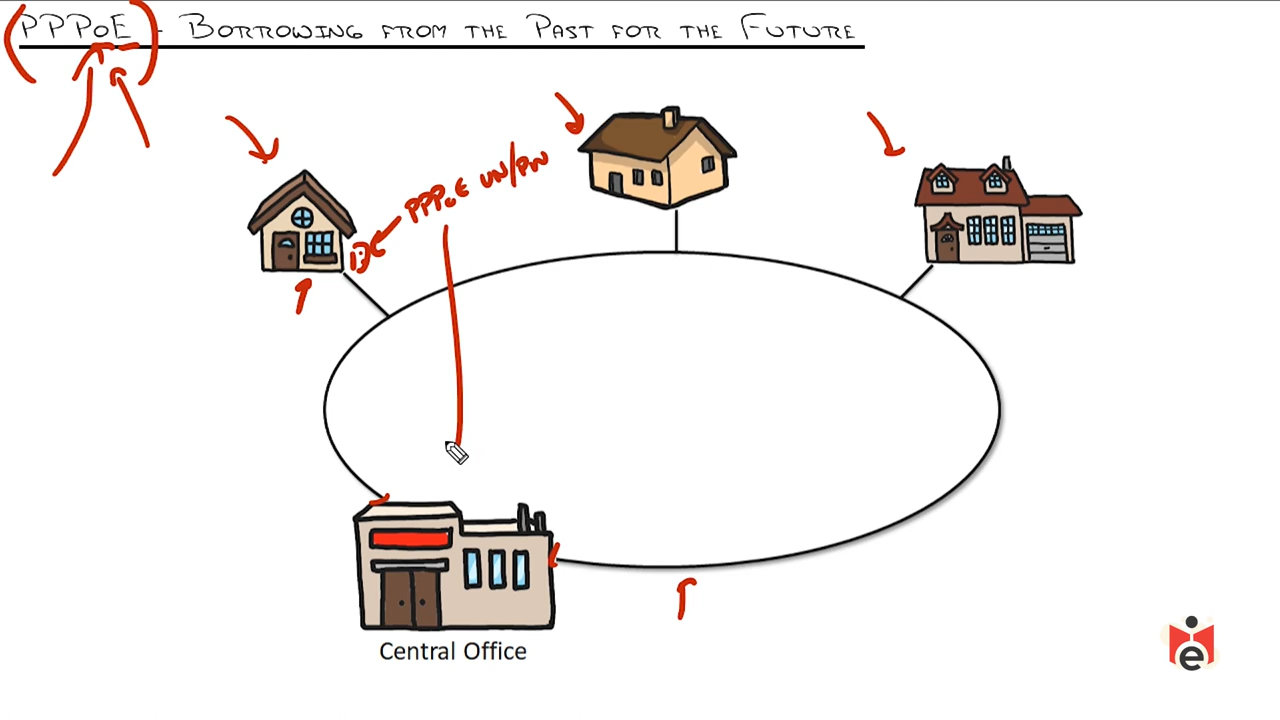 PPPoE - Borrowing from the Past for the Future
PPPoE UN/PW
Central Office
e